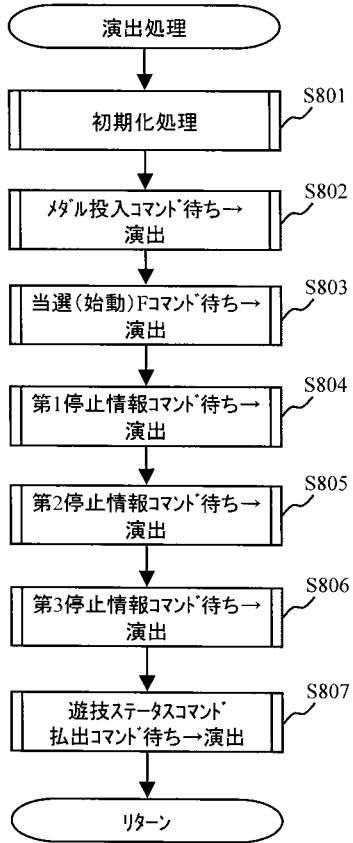 演出処理
S801
初期化処理
S802
ﾒﾀﾞﾙ投入ｺﾏﾝﾄﾞ待ち→
演出
S803
当選(始動)Fｺﾏﾝﾄﾞ待ち→
演出
S804
第1停止情報ｺﾏﾝﾄﾞ待ち→
演出
S805
第2停止情報ｺﾏﾝﾄﾞ待ち→
演出
S806
第3停止情報ｺﾏﾝﾄﾞ待ち→
演出
S807
遊技ステータスコマンド
払出コマンド待ち→演出
リターン